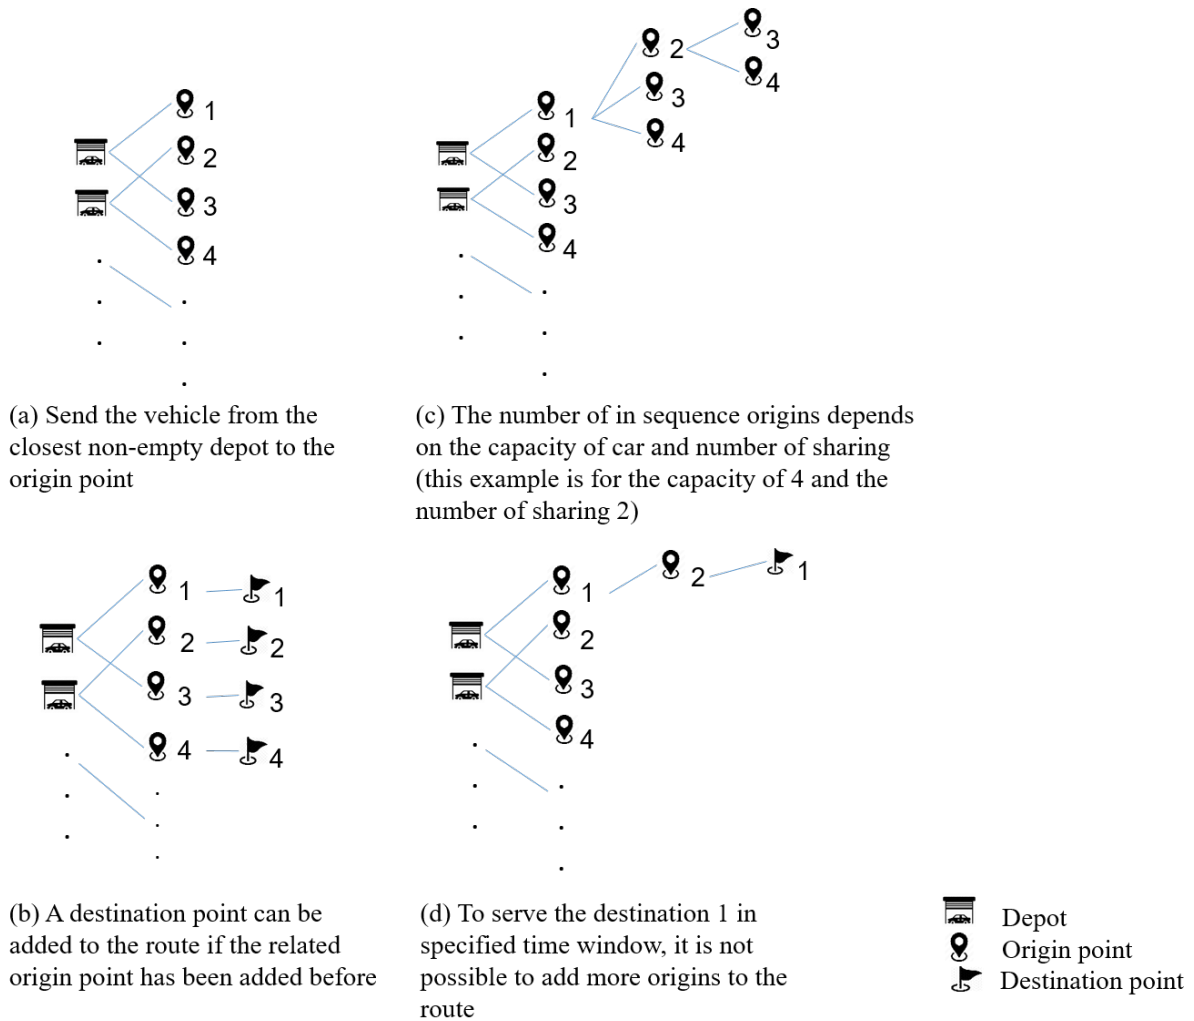 1
2
3
4
(a) Send the vehicle from the
closest non-empty depot to the
origin point
2
3
4
3
4
1
2
3
4
(c) The number of in sequence origins depends
on the capacity of car and number of sharing
(this example is for the capacity of 4 and the
number of sharing 2)
1 1
2 2
3 3
4 4
(b) A destination point can be
added to the route if the related
origin point has been added before
1 2 1
2
3
4
(d) To serve the destination 1 in
specified time window, it is not
possible to add more origins to the
route
Depot
Origin point
Destination point